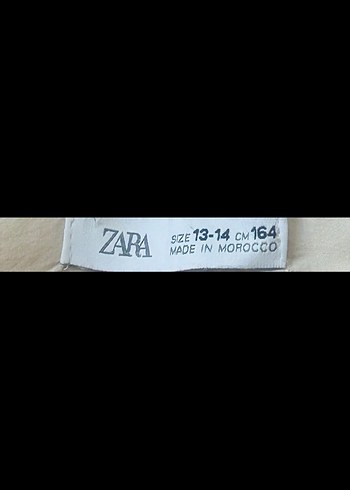 ZARA
SIZE 13-14 CM 164
MADE IN MOROCCO